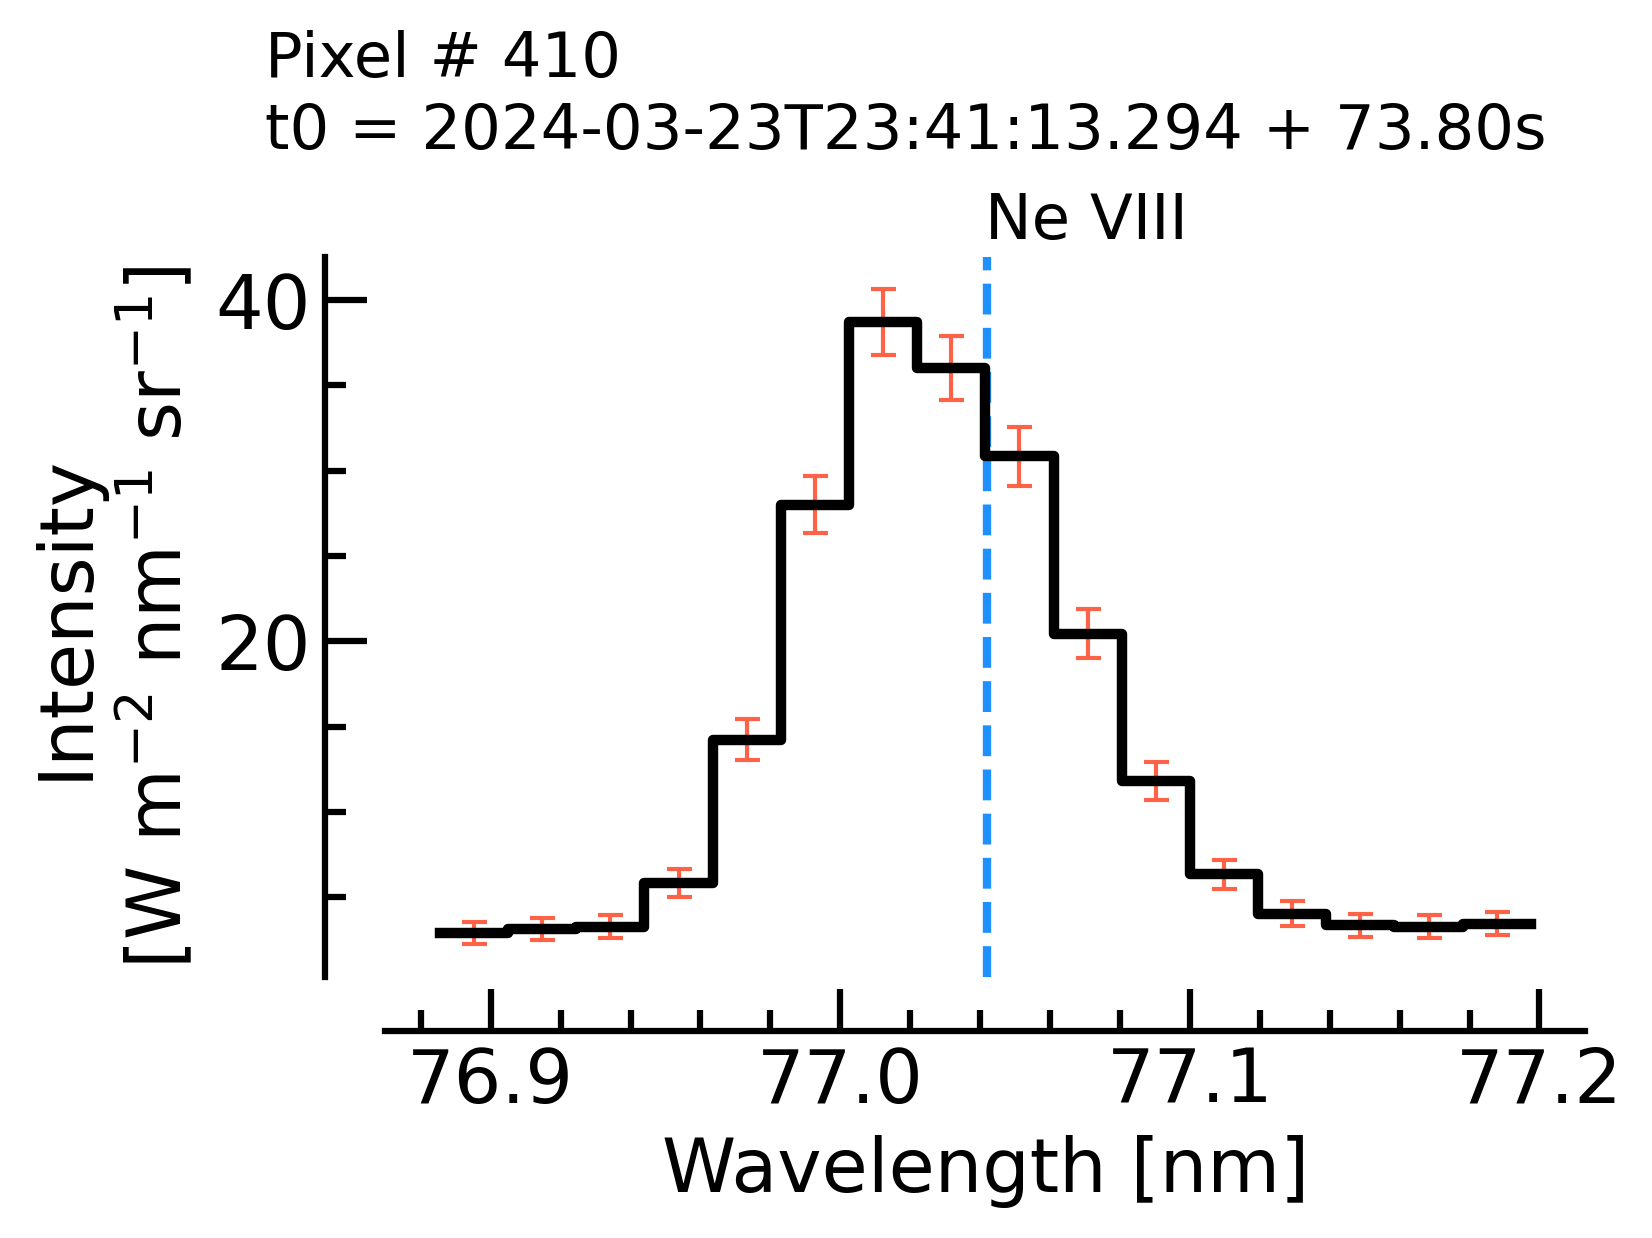 Pixel # 410
t0 = 2024-03-23T23:41:13.294 + 73.80s
Ne VIII
Intensity
[W m⁻² nm⁻¹ sr⁻¹]
40
20
76.9 77.0 77.1 77.2
Wavelength [nm]